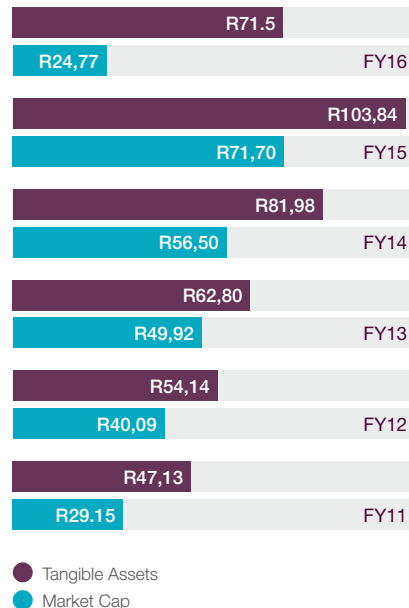 R71.5
R24,77 FY16
R103,84
R71,70 FY15
R81,98
R56,50 FY14
R62,80
R49,92 FY13
R54,14
R40,09 FY12
R47,13
R29.15 FY11
Tangible Assets
Market Cap